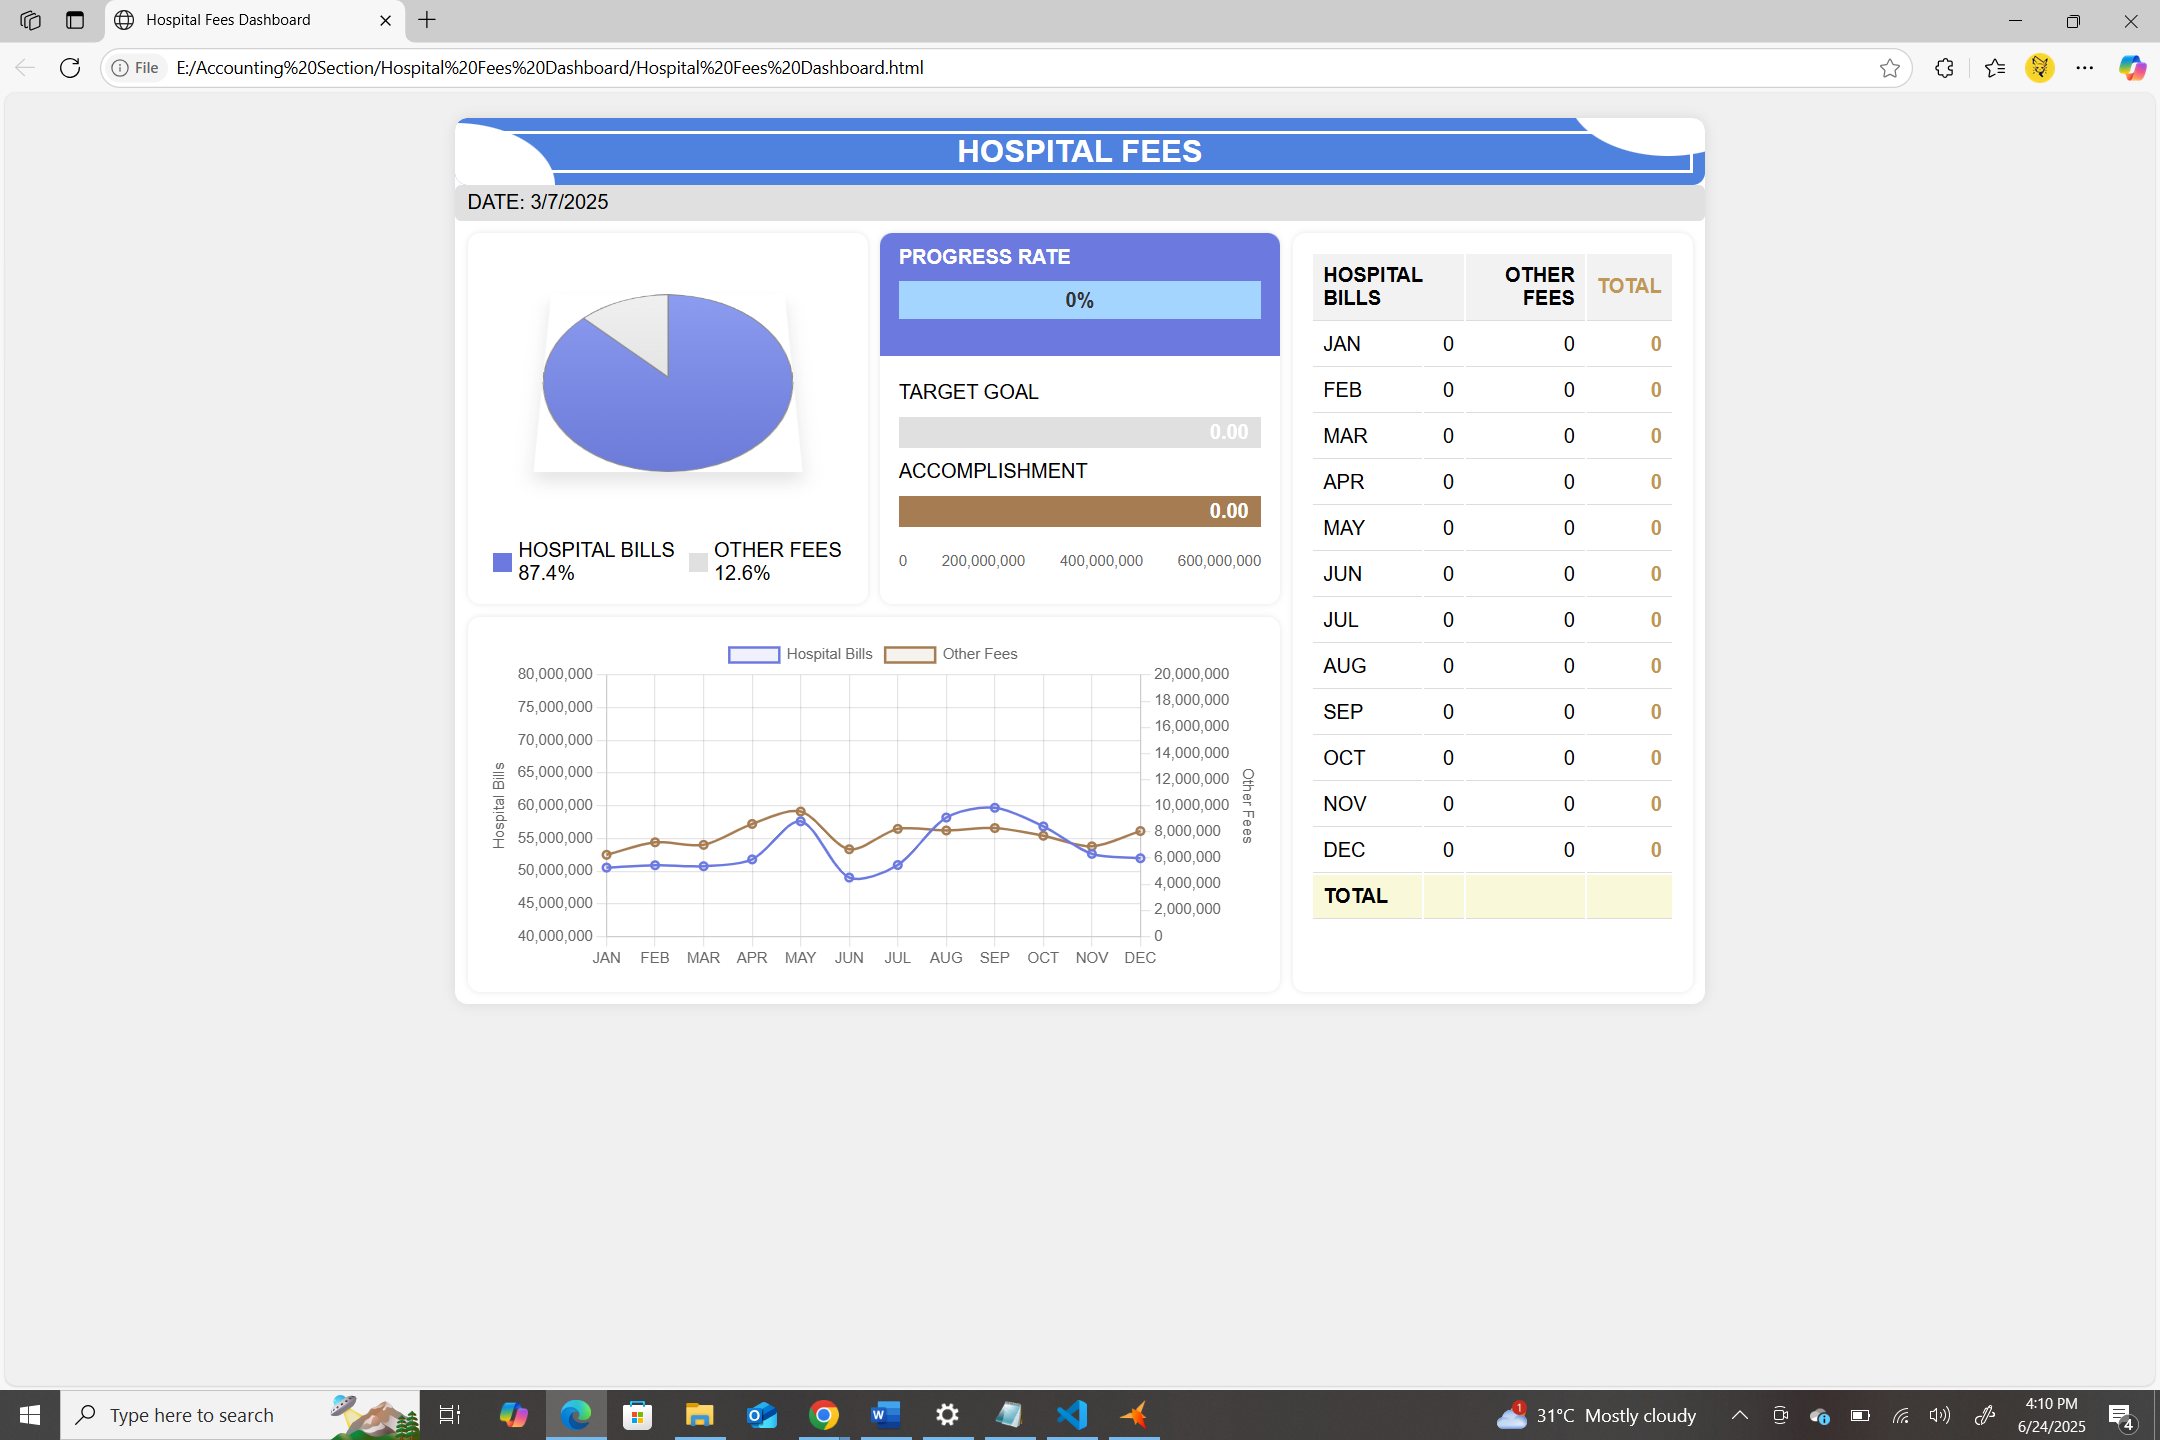 Hospital Fees Dashboard
File
E:/Accounting%20Section/Hospital%20Fees%20Dashboard/Hospital%20Fees%20Dashboard.html
HOSPITAL FEES
DATE: 3/7/2025
HOSPITAL BILLS
87.4%
OTHER FEES
12.6%
PROGRESS RATE
0%
TARGET GOAL
0.00
ACCOMPLISHMENT
0.00
0 200,000,000 400,000,000 600,000,000
Hospital Bills Other Fees
Hospital Bills
80,000,000
75,000,000
70,000,000
65,000,000
60,000,000
55,000,000
50,000,000
45,000,000
40,000,000
20,000,000
18,000,000
16,000,000
14,000,000
12,000,000
10,000,000
8,000,000
6,000,000
4,000,000
2,000,000
0
Other Fees
JAN FEB MAR APR MAY JUN JUL AUG SEP OCT NOV DEC
HOSPITAL BILLS OTHER FEES TOTAL
JAN 0 0 0
FEB 0 0 0
MAR 0 0 0
APR 0 0 0
MAY 0 0 0
JUN 0 0 0
JUL 0 0 0
AUG 0 0 0
SEP 0 0 0
OCT 0 0 0
NOV 0 0 0
DEC 0 0 0
TOTAL
Type here to search
1
31°C Mostly cloudy
4:10 PM
6/24/2025
4